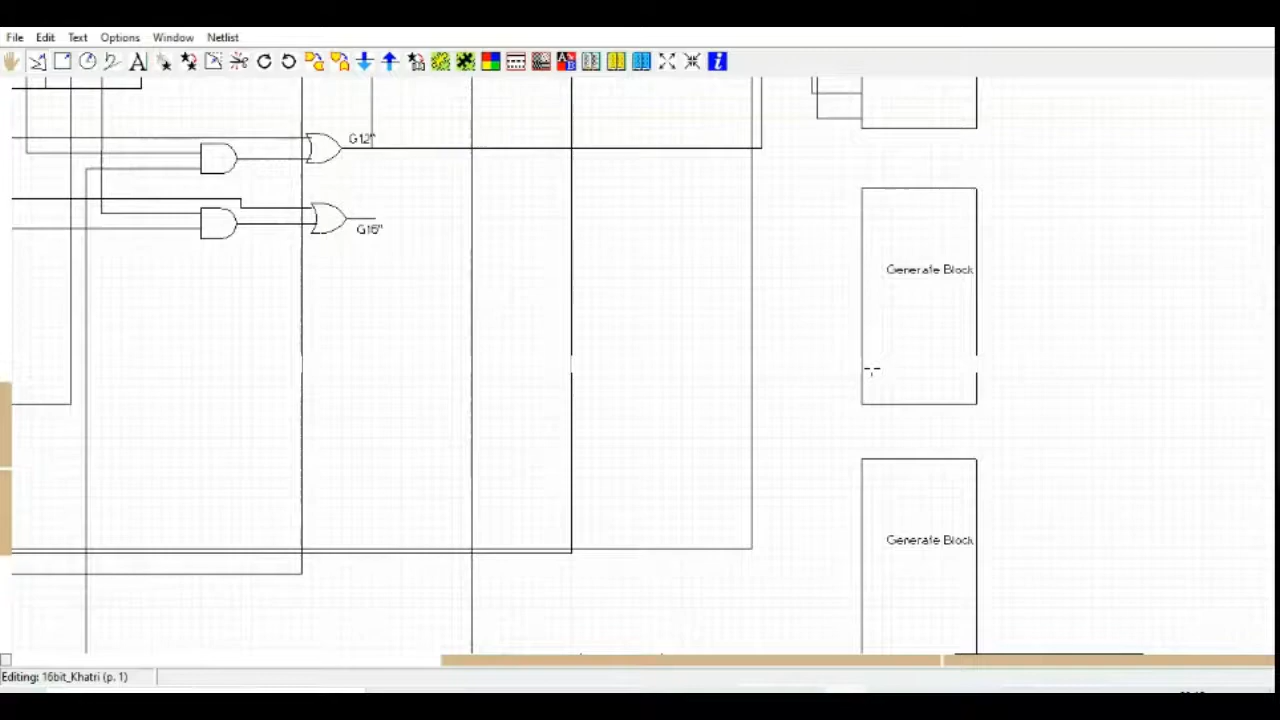 File Edit Text Options Window Netlist
G12"
G16"
Generate Block
Generate Block
Editing: 16bit_Khatri (p. 1)